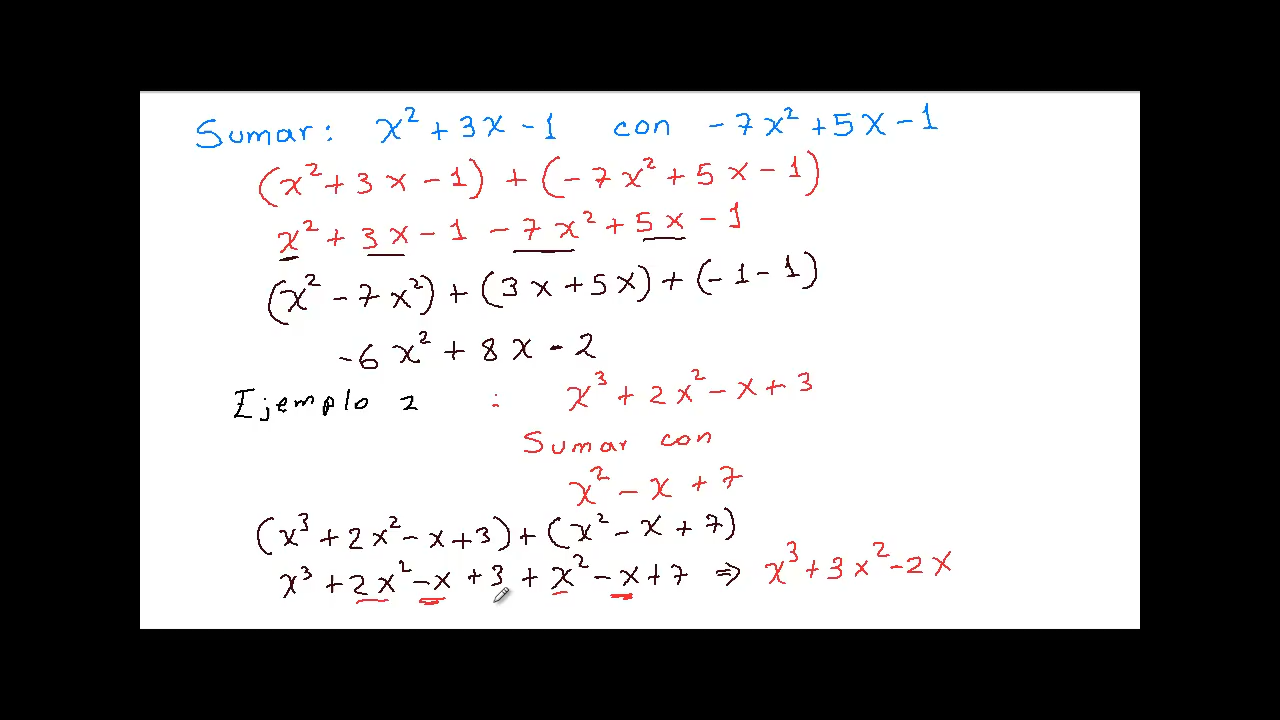 Sumar: x² + 3x - 1 con - 7x² + 5x - 1
(x² + 3x - 1) + (- 7x² + 5x - 1)
x² + 3x - 1 - 7x² + 5x - 1
(x² - 7x²) + (3x + 5x) + (- 1 - 1)
-6x² + 8x - 2
Ejemplo 2 : x³ + 2x² - x + 3
Sumar con
x² - x + 7
(x³ + 2x² - x + 3) + (x² - x + 7)
x³ + 2x² - x + 3 + x² - x + 7 ⇒ x³ + 3x² - 2x